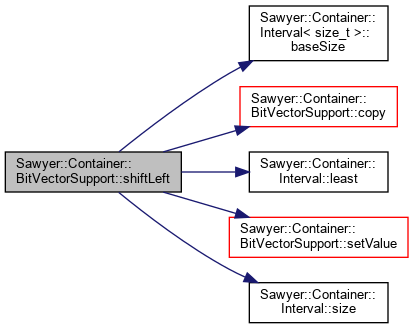 Sawyer::Container::
BitVectorSupport::shiftLeft
Sawyer::Container::
Interval< size_t >::
baseSize
Sawyer::Container::
BitVectorSupport::copy
Sawyer::Container::
Interval::least
Sawyer::Container::
BitVectorSupport::setValue
Sawyer::Container::
Interval::size